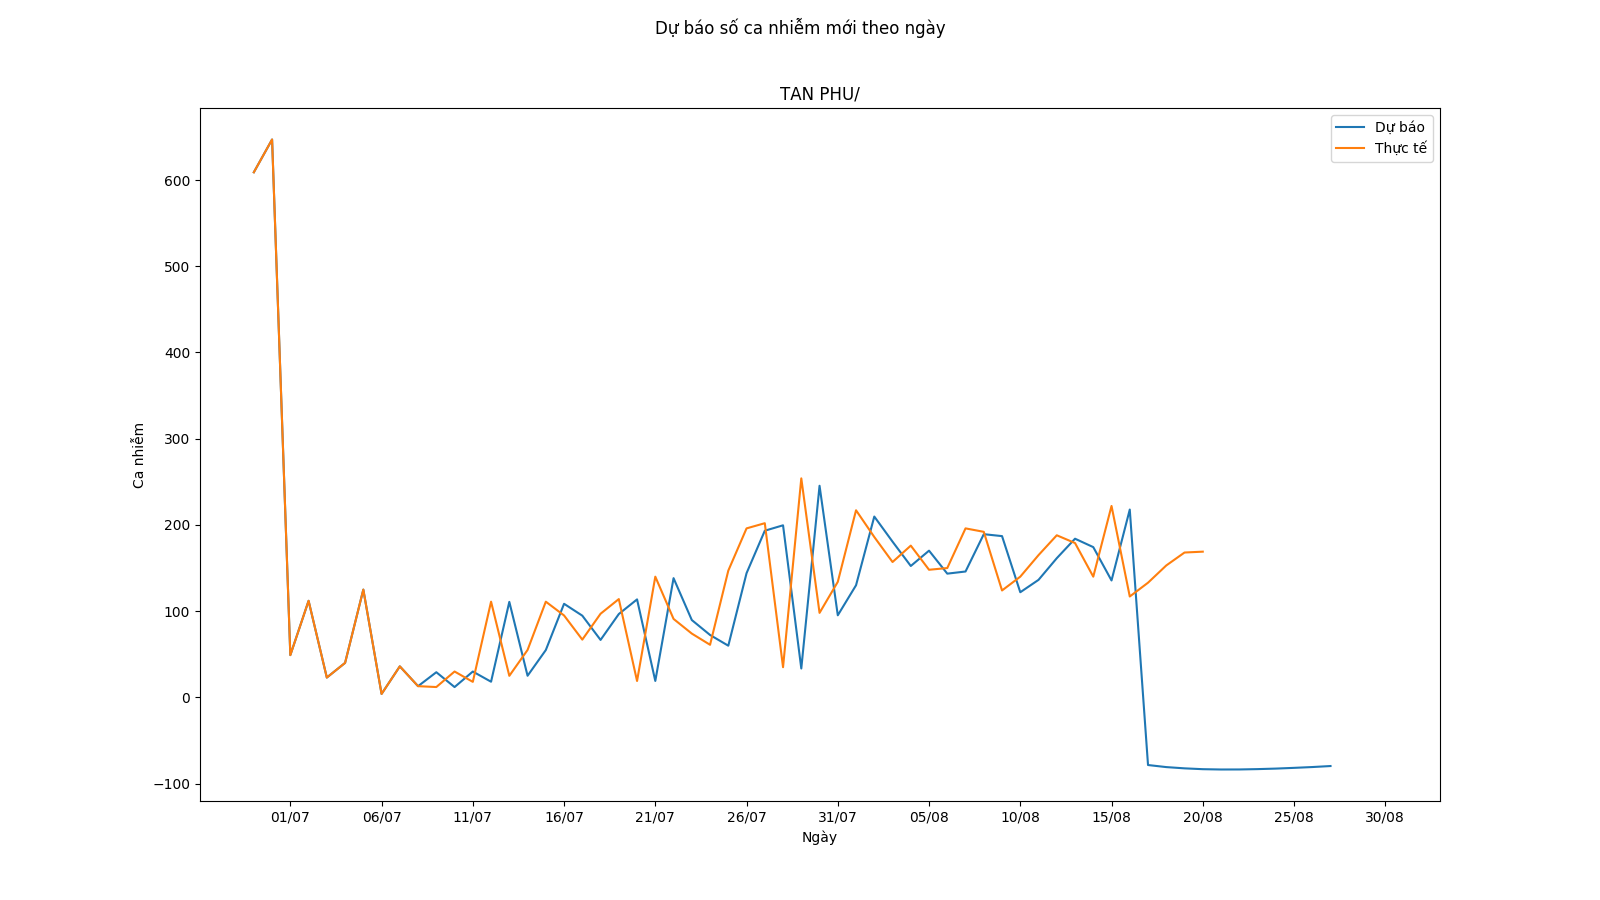 Dự báo số ca nhiễm mới theo ngày
TAN PHU/
Dự báo
Thực tế
600
500
400
300
200
100
0
−100
Ca nhiễm
01/07 06/07 11/07 16/07 21/07 26/07 31/07 05/08 10/08 15/08 20/08 25/08 30/08
Ngày